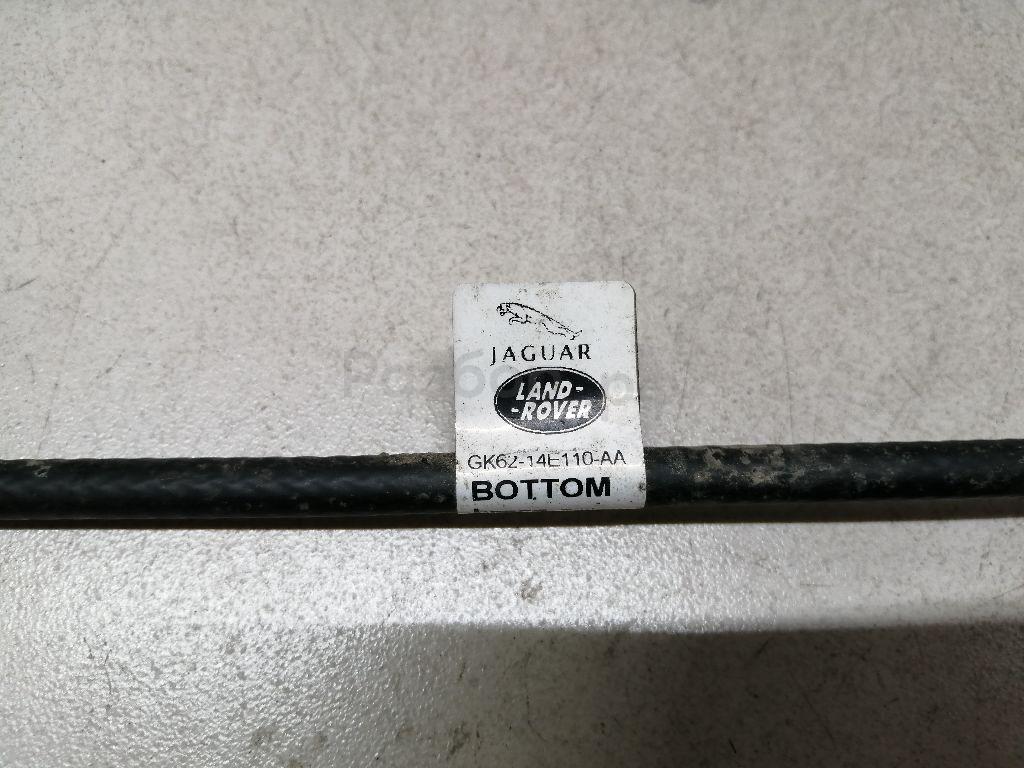 JAGUAR
LAND-
-ROVER
GK62-14E110-AA
BOTTOM